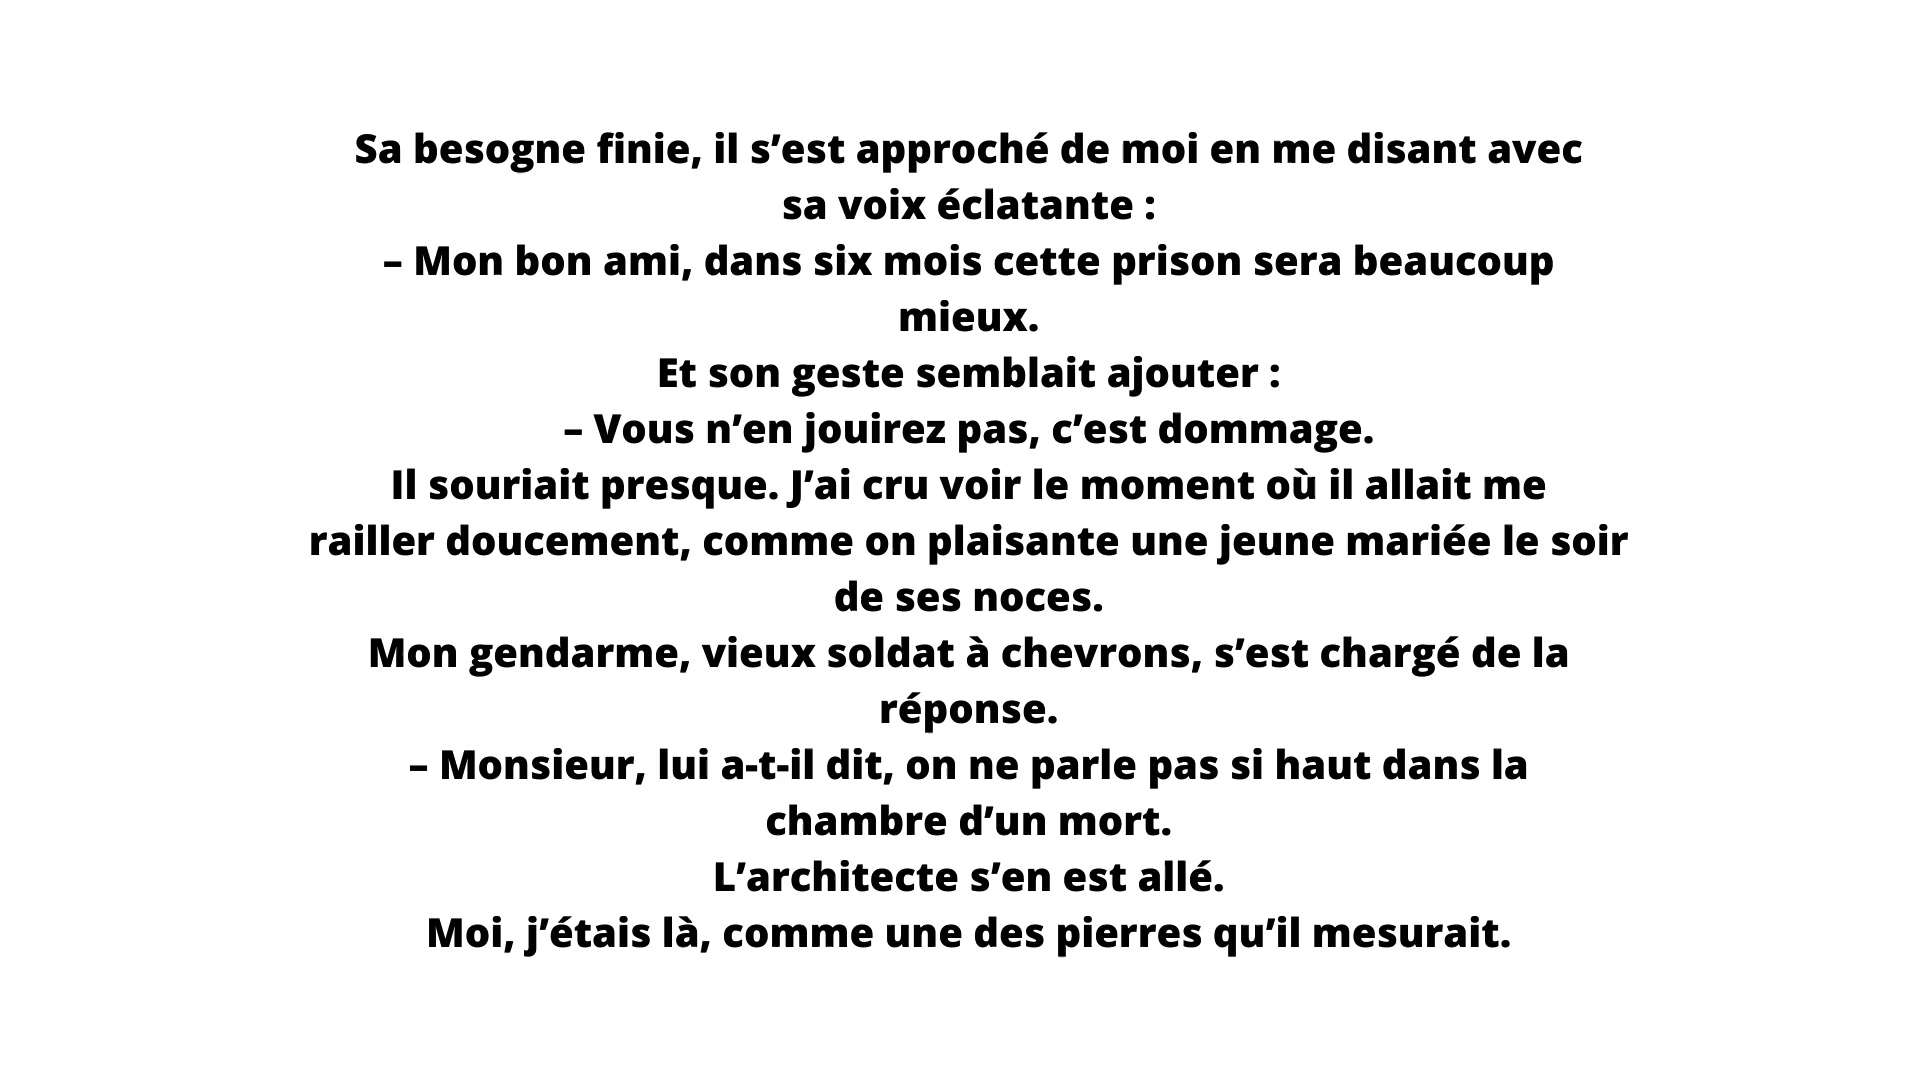 Sa besogne finie, il s’est approché de moi en me disant avec
sa voix éclatante :
– Mon bon ami, dans six mois cette prison sera beaucoup
mieux.
Et son geste semblait ajouter :
– Vous n’en jouirez pas, c’est dommage.
Il souriait presque. J’ai cru voir le moment où il allait me
railler doucement, comme on plaisante une jeune mariée le soir
de ses noces.
Mon gendarme, vieux soldat à chevrons, s’est chargé de la
réponse.
– Monsieur, lui a-t-il dit, on ne parle pas si haut dans la
chambre d’un mort.
L’architecte s’en est allé.
Moi, j’étais là, comme une des pierres qu’il mesurait.